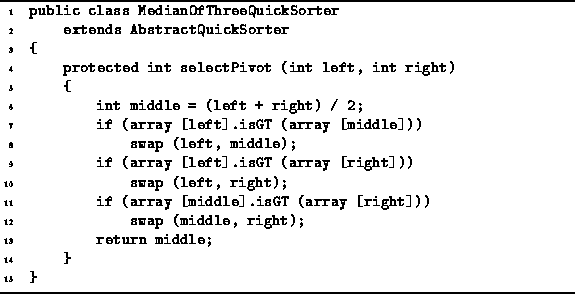 1 public class MedianOfThreeQuickSorter
2 extends AbstractQuickSorter
3 {
4 protected int selectPivot (int left, int right)
5 {
6 int middle = (left + right) / 2;
7 if (array [left].isGT (array [middle]))
8 swap (left, middle);
9 if (array [left].isGT (array [right]))
10 swap (left, right);
11 if (array [middle].isGT (array [right]))
12 swap (middle, right);
13 return middle;
14 }
15 }